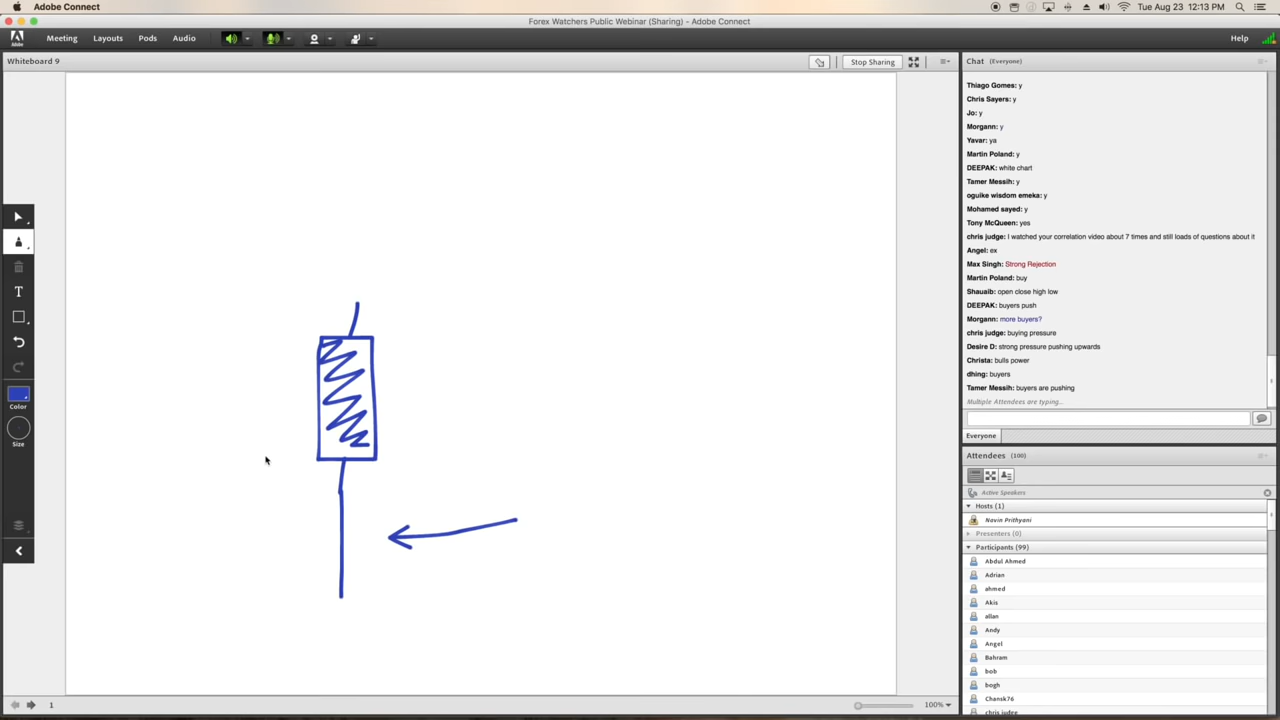 Adobe Connect
Tue Aug 23 12:13 PM
Forex Watchers Public Webinar (Sharing) - Adobe Connect
Meeting
Layouts
Pods
Audio
Help
Whiteboard 9
Stop Sharing
T
Color
Size
1
100%
Chat (Everyone)
Thiago Gomes: y
Chris Sayers: y
Jo: y
Morgann: y
Yavar: ya
Martin Poland: y
DEEPAK: white chart
Tamer Messih: y
oguike wisdom emeka: y
Mohamed sayed: y
Tony McQueen: yes
chris judge: I watched your correlation video about 7 times and still loads of questions about it
Angel: ex
Max Singh: Strong Rejection
Martin Poland: buy
Shauaib: open close high low
DEEPAK: buyers push
Morgann: more buyers?
chris judge: buying pressure
Desire D: strong pressure pushing upwards
Christa: bulls power
dhing: buyers
Tamer Messih: buyers are pushing
Multiple Attendees are typing...
Everyone
Attendees (100)
Active Speakers
Hosts (1)
Navin Prithyani
Presenters (0)
Participants (99)
Abdul Ahmed
Adrian
ahmed
Akis
allan
Andy
Angel
Bahram
bob
bogh
Chansk76
chris judge